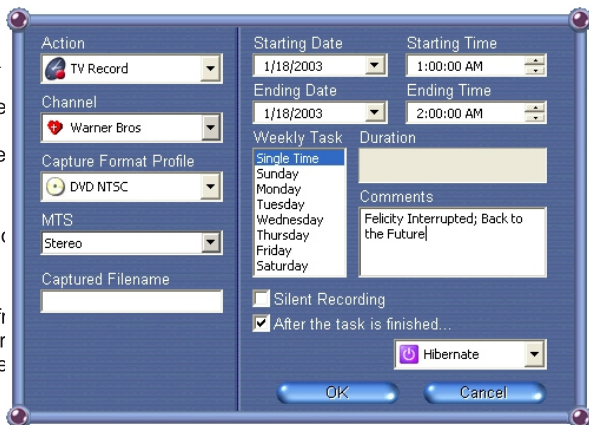 Action
TV Record
Channel
Warner Bros
Capture Format Profile
DVD NTSC
MTS
Stereo
Captured Filename
Starting Date
Starting Time
1/18/2003
1:00:00 AM
Ending Date
Ending Time
1/18/2003
2:00:00 AM
Weekly Task
Single Time
Sunday
Monday
Tuesday
Wednesday
Thursday
Friday
Saturday
Duration
Comments
Felicity Interrupted; Back to
the Future
Silent Recording
After the task is finished...
Hibernate
OK
Cancel